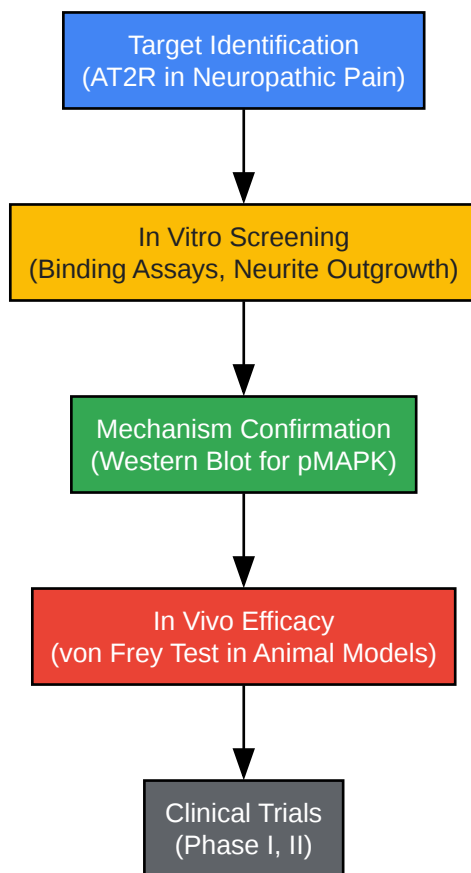 Target Identification
(AT2R in Neuropathic Pain)
In Vitro Screening
(Binding Assays, Neurite Outgrowth)
Mechanism Confirmation
(Western Blot for pMAPK)
In Vivo Efficacy
(von Frey Test in Animal Models)
Clinical Trials
(Phase I, II)